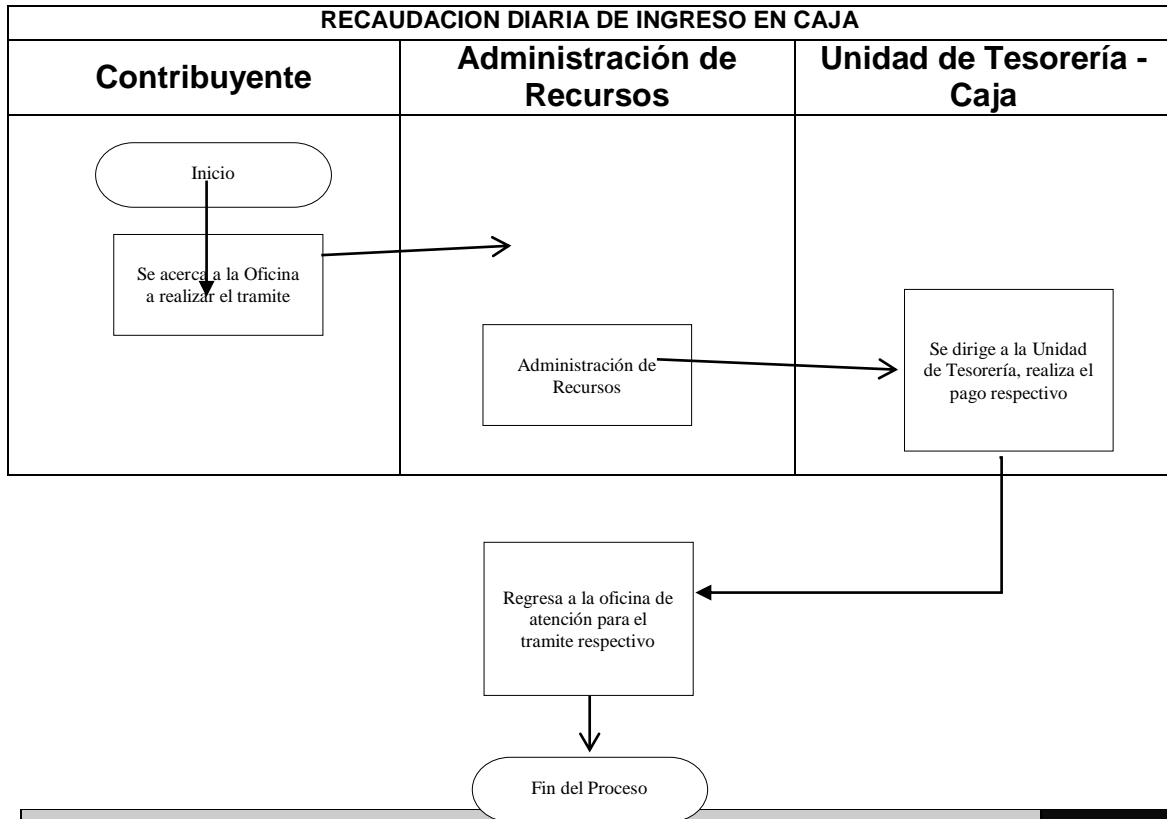 RECAUDACION DIARIA DE INGRESO EN CAJA
Contribuyente
Administración de
Recursos
Unidad de Tesorería -
Caja
Inicio
Se acerca a la Oficina
a realizar el tramite
Administración de
Recursos
Se dirige a la Unidad
de Tesorería, realiza el
pago respectivo
Regresa a la oficina de
atención para el
tramite respectivo
Fin del Proceso